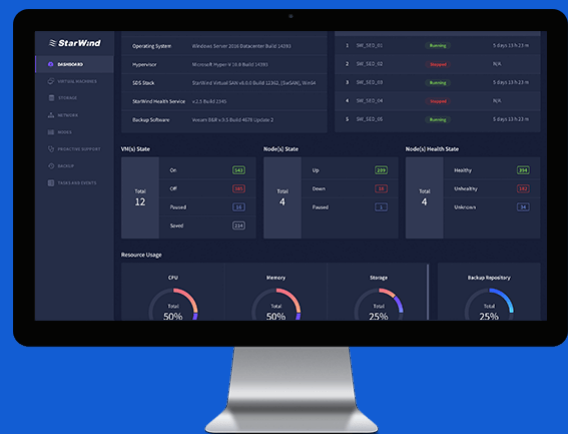 StarWind
DASHBOARD
VIRTUAL MACHINES
STORAGE
NETWORK
NODES
PROACTIVE SUPPORT
BACKUP
TASKS AND EVENTS
Operating System Windows Server 2016 Datacenter Build 14393
Hypervisor Microsoft Hyper-V 10.0 Build 14393
SDS Stack
StarWind Health Service
Backup Software
1 SW_SED_01 Running 5 days 13 h 23 m
2 SW_SED_02 Stopped N/A
3 SW_SED_03 Running 5 days 13 h 23 m
4 SW_SED_04 Stopped N/A
5 SW_SED_05 Running 5 days 13 h 23 m
VM(s) State
Total
12
On
Off
Paused
Saved
Node(s) State
Total
4
Up
Down
Paused
Node(s) Health State
Total
4
Healthy
Unhealthy
Unknown
Resource Usage
CPU
Total
50%
Memory
Total
50%
Storage
Total
25%
Backup Repository
Total
25%